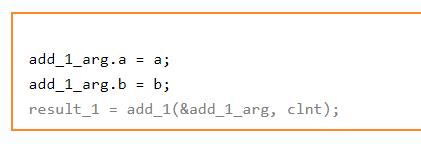 add_1_arg.a = a;
add_1_arg.b = b;
result_1 = add_1(&add_1_arg, clnt);